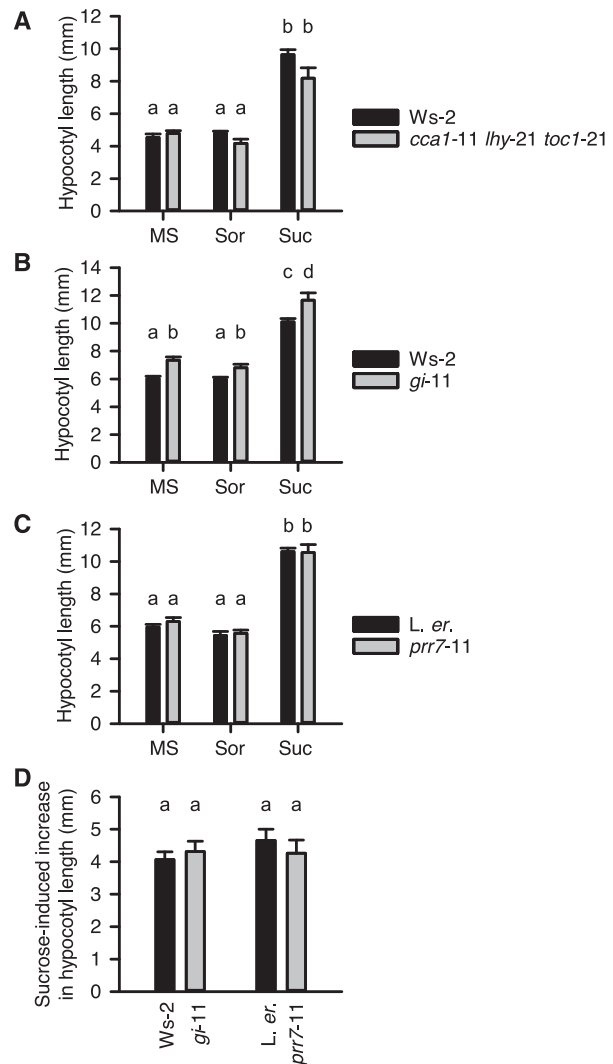 A
Hypocotyl length (mm)
12
10
8
6
4
2
0
a a
a a
b b
MS Sor Suc
Ws-2
cca1-11 lhy-21 toc1-21
B
Hypocotyl length (mm)
14
12
10
8
6
4
2
0
a b
a b
c d
MS Sor Suc
Ws-2
gi-11
C
Hypocotyl length (mm)
12
10
8
6
4
2
0
a a
a a
b b
MS Sor Suc
L. er.
prr7-11
D
Sucrose-induced increase
in hypocotyl length (mm)
6
5
4
3
2
1
0
a a
a a
Ws-2
gi-11
L. er.
prr7-11